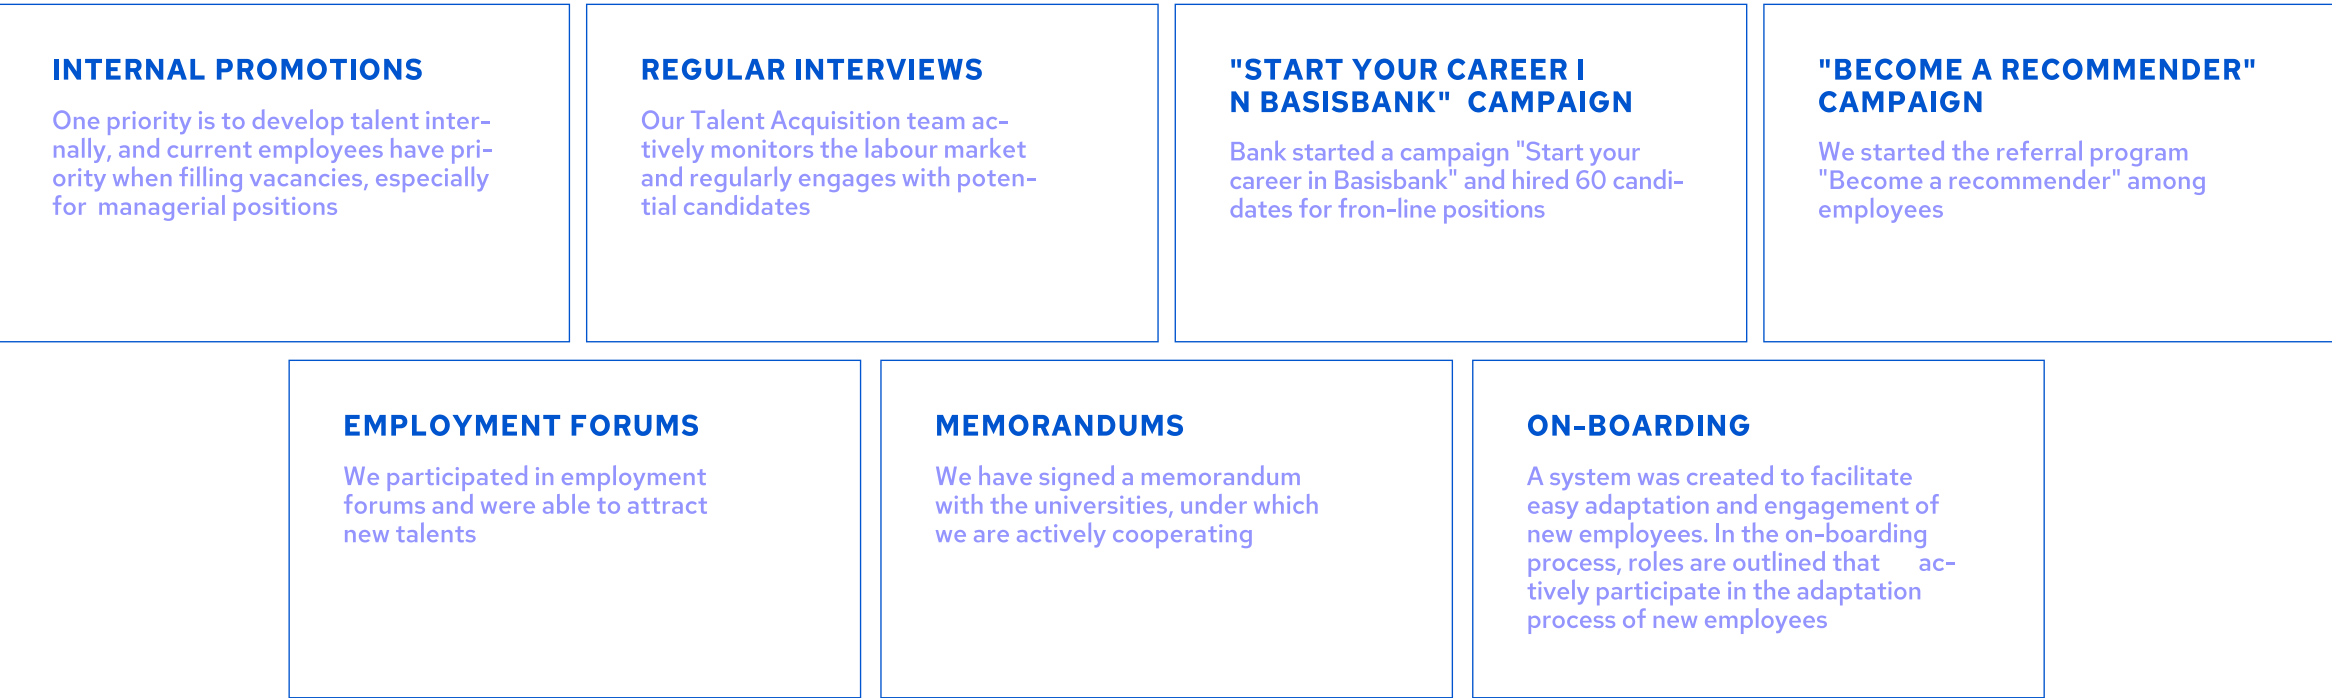 INTERNAL PROMOTIONS
One priority is to develop talent inter-
nally, and current employees have pri-
ority when filling vacancies, especially
for  managerial positions
REGULAR INTERVIEWS
Our Talent Acquisition team ac-
tively monitors the labour market
and regularly engages with poten-
tial candidates
"START YOUR CAREER I
N BASISBANK"  CAMPAIGN
Bank started a campaign "Start your
career in Basisbank" and hired 60 candi-
dates for fron-line positions
"BECOME A RECOMMENDER"
CAMPAIGN
We started the referral program
"Become a recommender" among
employees
EMPLOYMENT FORUMS
We participated in employment
forums and were able to attract
new talents
MEMORANDUMS
We have signed a memorandum
with the universities, under which
we are actively cooperating
ON-BOARDING
A system was created to facilitate
easy adaptation and engagement of
new employees. In the on-boarding
process, roles are outlined that      ac-
tively participate in the adaptation
process of new employees